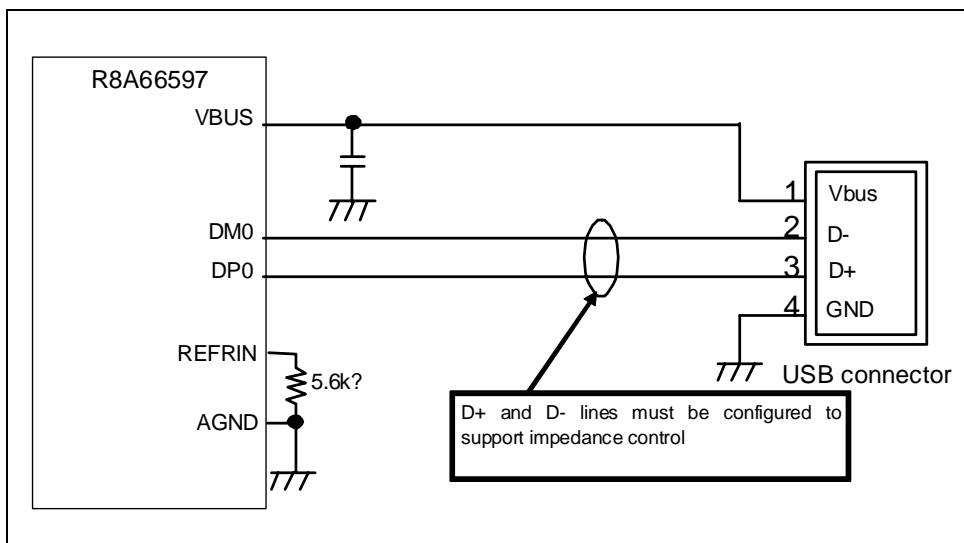 R8A66597
VBUS
DM0
DP0
REFRIN
5.6k?
AGND
1 Vbus
2 D-
3 D+
4 GND
USB connector
D+ and D- lines must be configured to
support impedance control